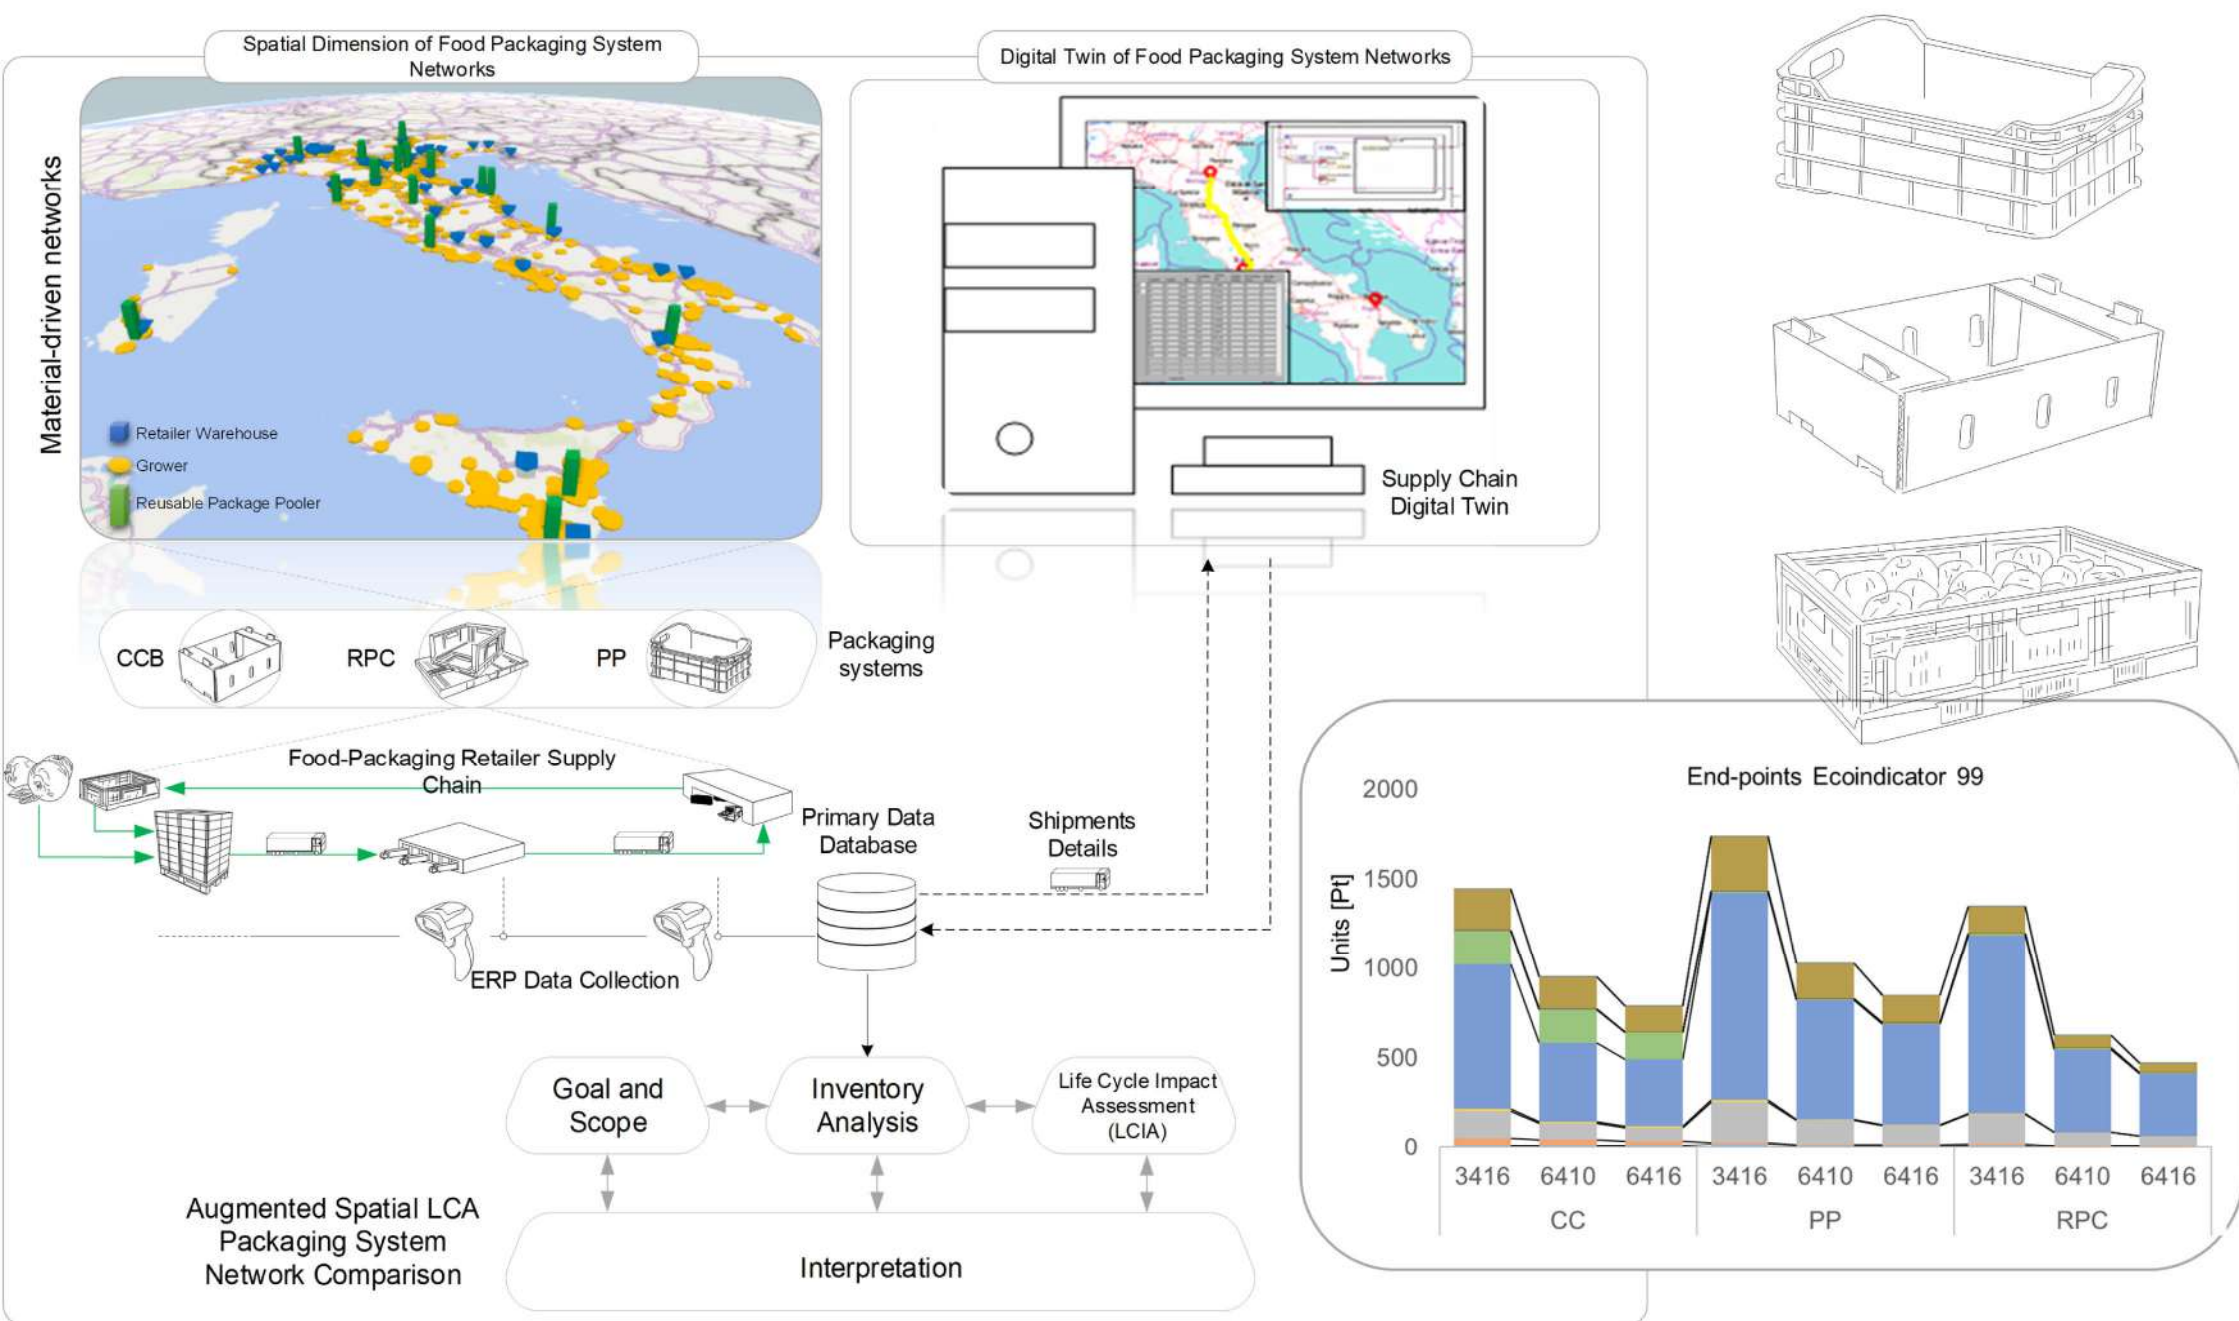 Spatial Dimension of Food Packaging System
Networks
Digital Twin of Food Packaging System Networks
Material-driven networks
Retailer Warehouse
Grower
Reusable Package Pooler
Supply Chain
Digital Twin
CCB
RPC
PP
Packaging
systems
Food-Packaging Retailer Supply
Chain
Primary Data
Database
Shipments
Details
ERP Data Collection
Goal and
Scope
Inventory
Analysis
Life Cycle Impact
Assessment
(LCIA)
Augmented Spatial LCA
Packaging System
Network Comparison
Interpretation
End-points Ecoindicator 99
Units [Pt]
2000
1500
1000
500
0
3416 6410 6416 3416 6410 6416 3416 6410 6416
CC PP RPC